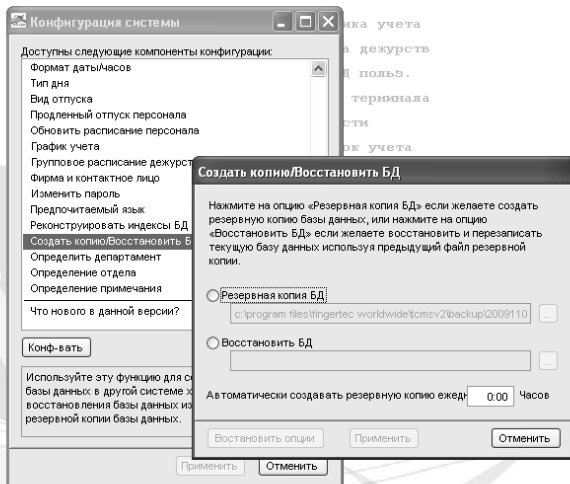 Конфигурация системы
Доступны следующие компоненты конфигурации:
Формат даты/часов
Тип дня
Вид отпуска
Продленный отпуск персонала
Обновить расписание персонала
График учета
Групповое расписание дежурст
Фирма и контактное лицо
Изменить пароль
Предпочитаемый язык
Реконструировать индексы БД
Создать копию/Восстановить Б
Определить департамент
Определение отдела
Определение примечания
Что нового в данной версии?
Конф-вать
Используйте эту функцию для со
базы данных в другой системе х
восстановления базы данных из
резервной копии базы данных.
Применить
Отменить
ика учета
а дежурств
Д польз.
терминала
сти
ок учета
Создать копию/Восстановить БД
Нажмите на опцию «Резервная копия БД» если желаете создать
резервную копию базы данных, или нажмите на опцию
«Восстановить БД» если желаете восстановить и перезаписать
текущую базу данных используя предыдущий файл резервной
копии.
Резервная копия БД
c:\program files\fingertec worldwide\tcmsv2\backup\2009110
...
Восстановить БД
...
Автоматически создавать резервную копию ежедн
0:00
Часов
Востановить опции
Применить
Отменить